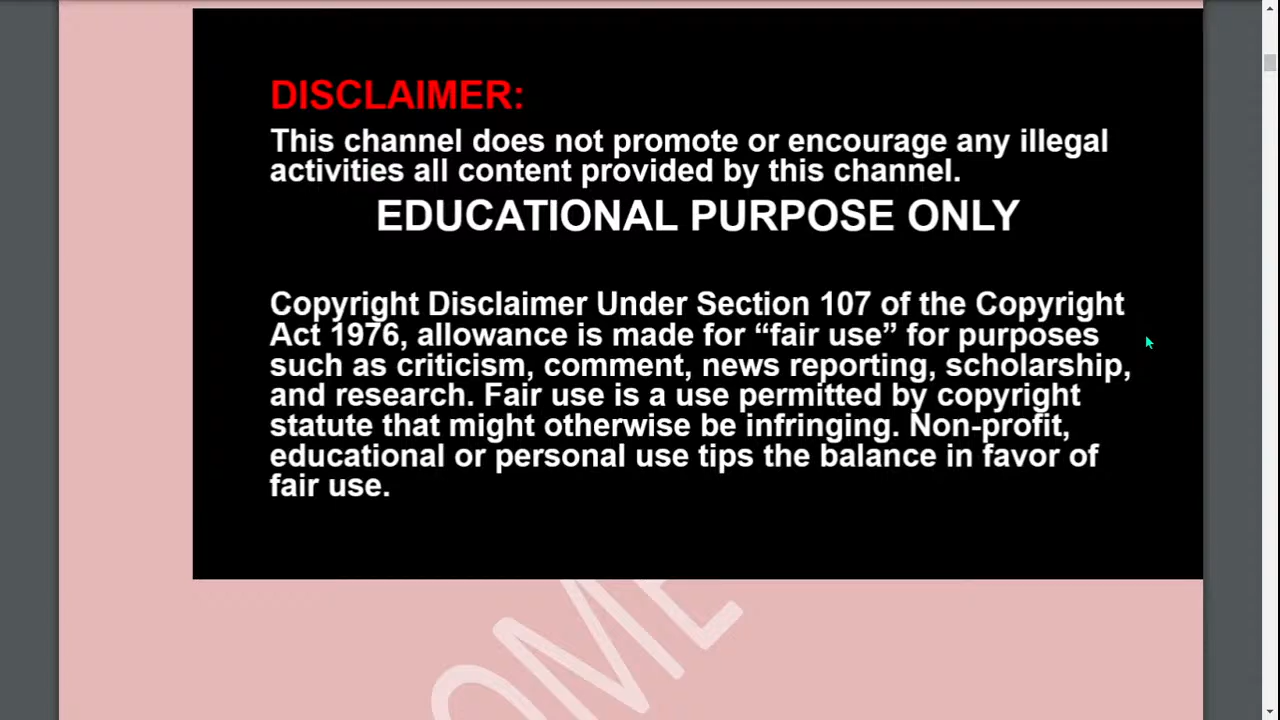 DISCLAIMER:
This channel does not promote or encourage any illegal
activities all content provided by this channel.
EDUCATIONAL PURPOSE ONLY
Copyright Disclaimer Under Section 107 of the Copyright
Act 1976, allowance is made for “fair use” for purposes
such as criticism, comment, news reporting, scholarship,
and research. Fair use is a use permitted by copyright
statute that might otherwise be infringing. Non-profit,
educational or personal use tips the balance in favor of
fair use.